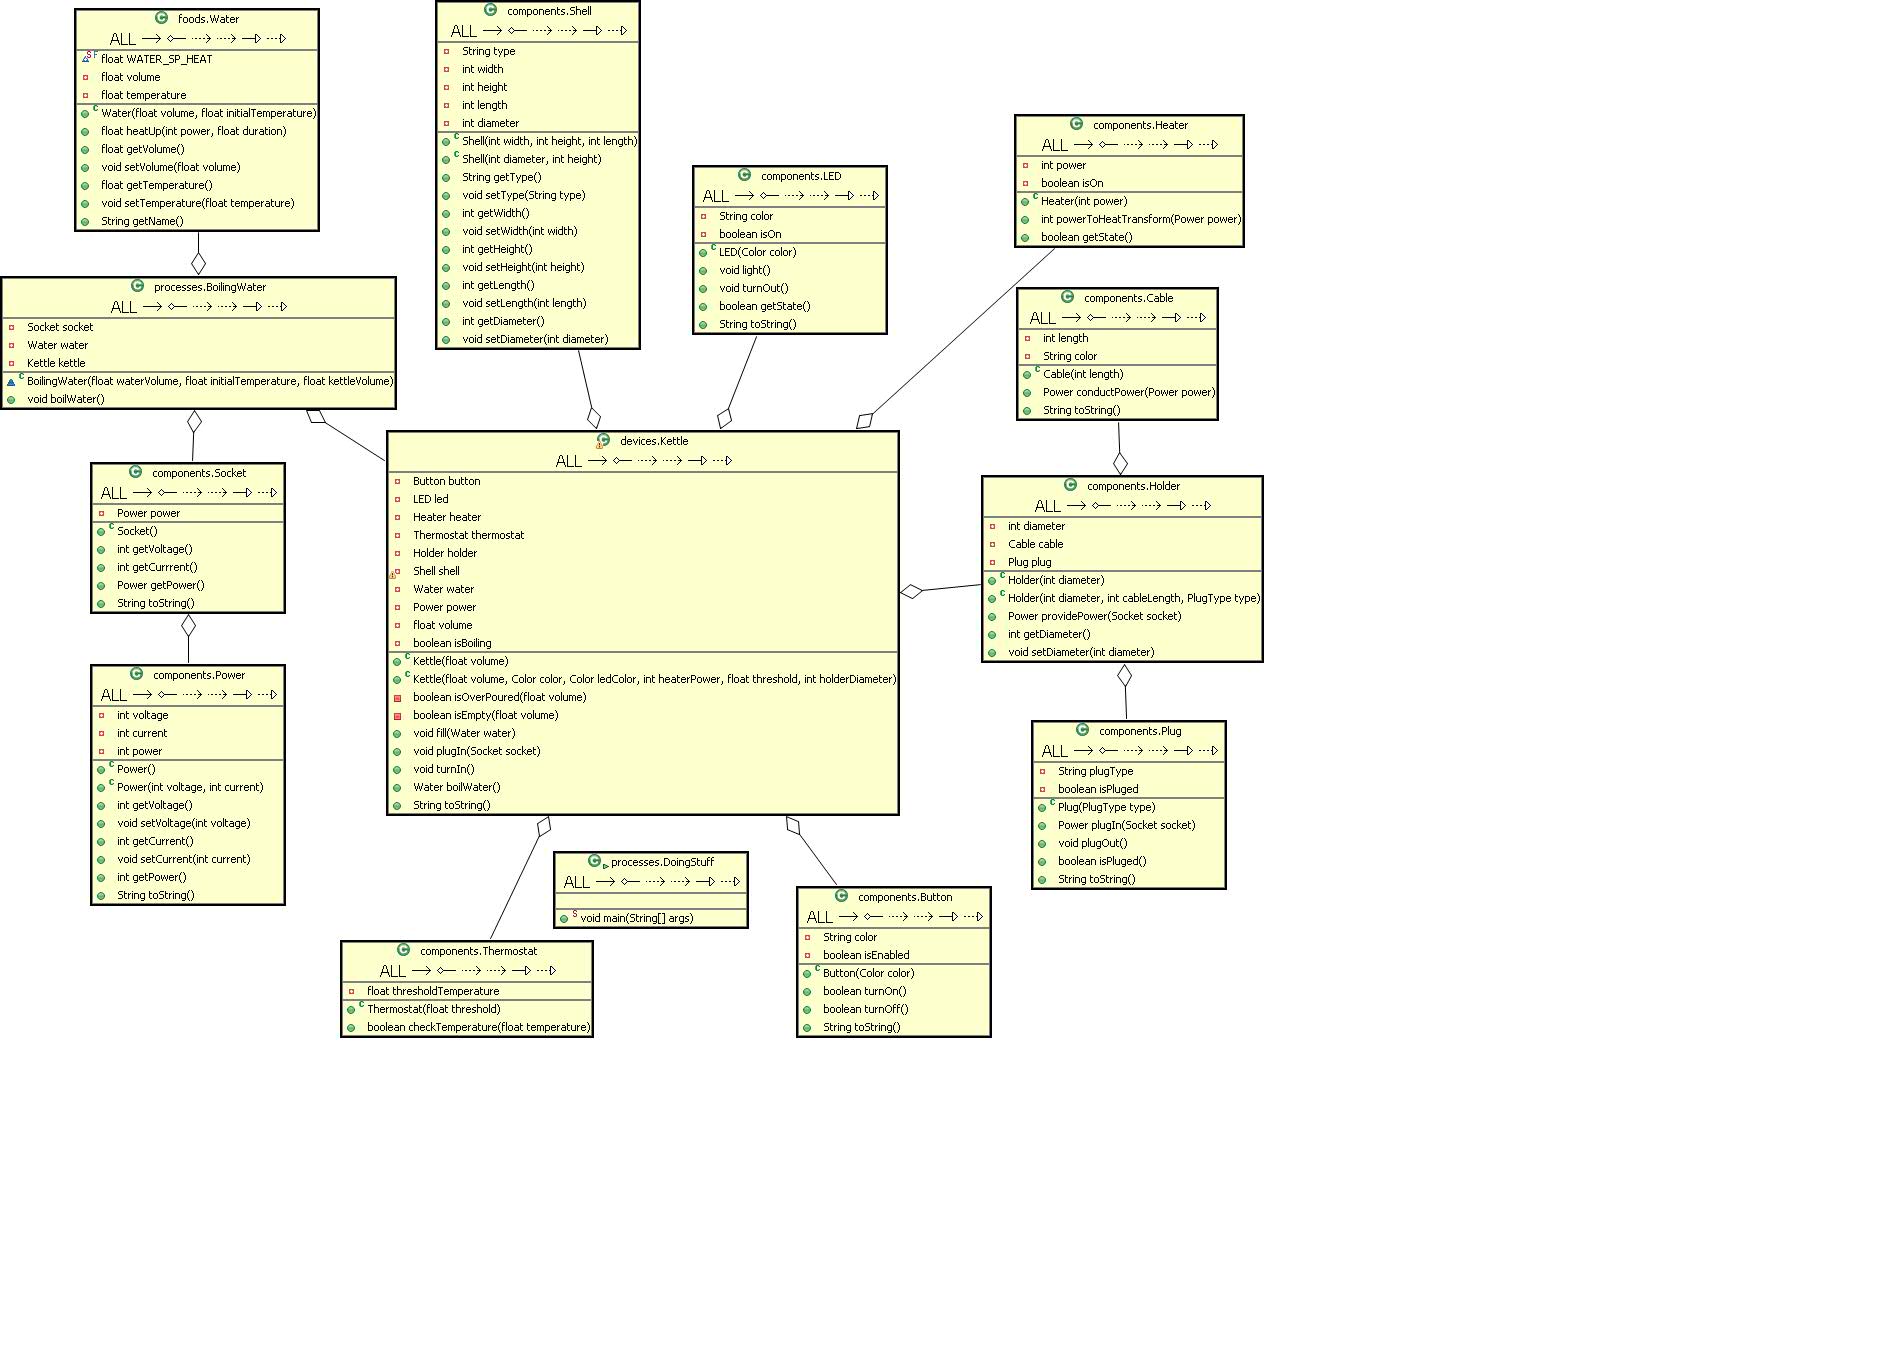 foods.Water
ALL
float WATER_SP_HEAT
float volume
float temperature
Water(float volume, float initialTemperature)
float heatUp(int power, float duration)
float getVolume()
void setVolume(float volume)
float getTemperature()
void setTemperature(float temperature)
String getName()
components.Shell
ALL
String type
int width
int height
int length
int diameter
Shell(int width, int height, int length)
Shell(int diameter, int height)
String getType()
void setType(String type)
int getWidth()
void setWidth(int width)
int getHeight()
void setHeight(int height)
int getLength()
void setLength(int length)
int getDiameter()
void setDiameter(int diameter)
components.LED
ALL
String color
boolean isOn
LED(Color color)
void light()
void turnOut()
boolean getState()
String toString()
components.Heater
ALL
int power
boolean isOn
Heater(int power)
int powerToHeatTransform(Power power)
boolean getState()
processes.BoilingWater
ALL
Socket socket
Water water
Kettle kettle
BoilingWater(float waterVolume, float initialTemperature, float kettleVolume)
void boilWater()
components.Cable
ALL
int length
String color
Cable(int length)
Power conductPower(Power power)
String toString()
components.Socket
ALL
Power power
Socket()
int getVoltage()
int getCurrrent()
Power getPower()
String toString()
devices.Kettle
ALL
Button button
LED led
Heater heater
Thermostat thermostat
Holder holder
Shell shell
Water water
Power power
float volume
boolean isBoiling
Kettle(float volume)
Kettle(float volume, Color color, Color ledColor, int heaterPower, float threshold, int holderDiameter)
boolean isOverPoured(float volume)
boolean isEmpty(float volume)
void fill(Water water)
void plugIn(Socket socket)
void turnIn()
Water boilWater()
String toString()
components.Holder
ALL
int diameter
Cable cable
Plug plug
Holder(int diameter)
Holder(int diameter, int cableLength, PlugType type)
Power providePower(Socket socket)
int getDiameter()
void setDiameter(int diameter)
components.Power
ALL
int voltage
int current
int power
Power()
Power(int voltage, int current)
int getVoltage()
void setVoltage(int voltage)
int getCurrent()
void setCurrent(int current)
int getPower()
String toString()
components.Plug
ALL
String plugType
boolean isPluged
Plug(PlugType type)
Power plugIn(Socket socket)
void plugOut()
boolean isPluged()
String toString()
processes.DoingStuff
ALL
void main(String[] args)
components.Button
ALL
String color
boolean isEnabled
Button(Color color)
boolean turnOn()
boolean turnOff()
String toString()
components.Thermostat
ALL
float thresholdTemperature
Thermostat(float threshold)
boolean checkTemperature(float temperature)